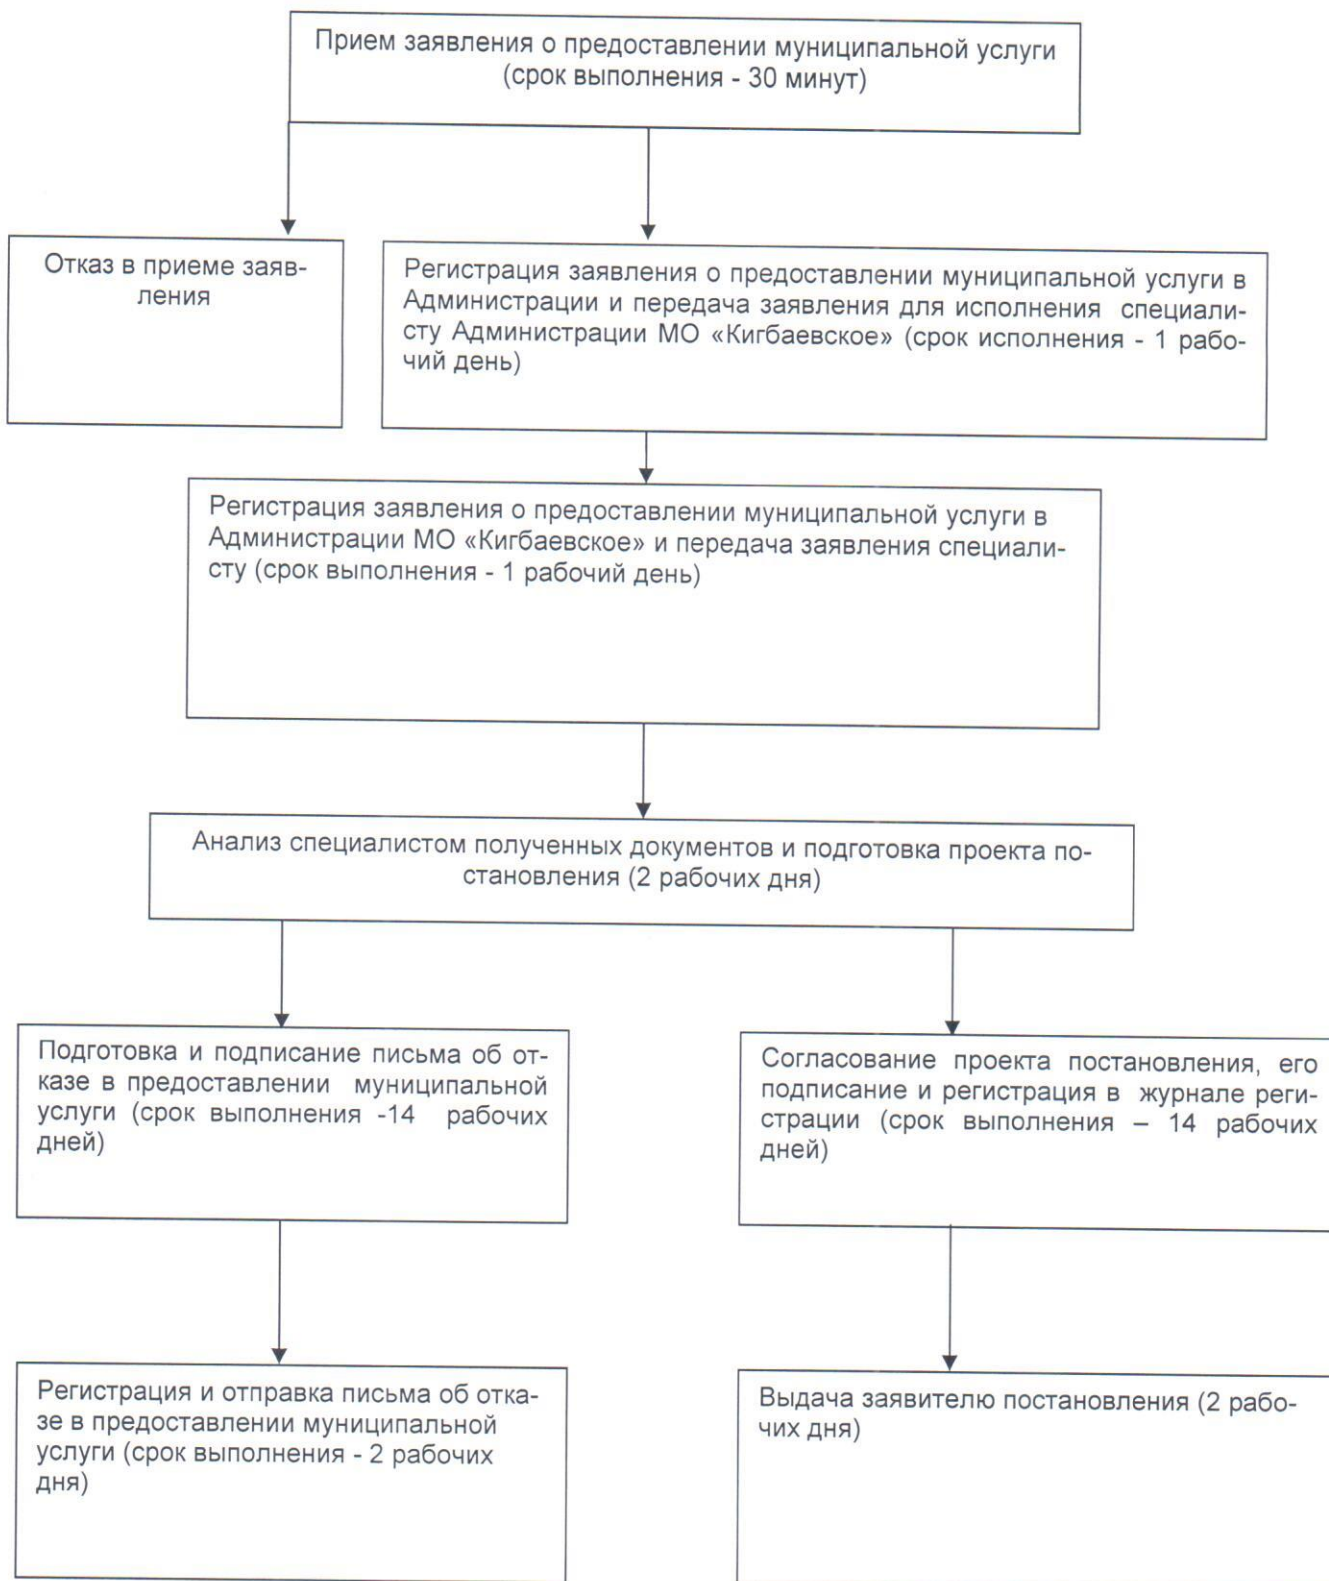 Прием заявления о предоставлении муниципальной услуги
(срок выполнения - 30 минут)
Отказ в приеме заяв-
ления
Регистрация заявления о предоставлении муниципальной услуги в
Администрации и передача заявления для исполнения специали-
сту Администрации МО «Кигбаевское» (срок исполнения - 1 рабо-
чий день)
Регистрация заявления о предоставлении муниципальной услуги в
Администрации МО «Кигбаевское» и передача заявления специали-
сту (срок выполнения - 1 рабочий день)
Анализ специалистом полученных документов и подготовка проекта по-
становления (2 рабочих дня)
Подготовка и подписание письма об от-
казе в предоставлении муниципальной
услуги (срок выполнения -14 рабочих
дней)
Согласование проекта постановления, его
подписание и регистрация в журнале реги-
страции (срок выполнения – 14 рабочих
дней)
Регистрация и отправка письма об отка-
зе в предоставлении муниципальной
услуги (срок выполнения - 2 рабочих
дня)
Выдача заявителю постановления (2 рабо-
чих дня)